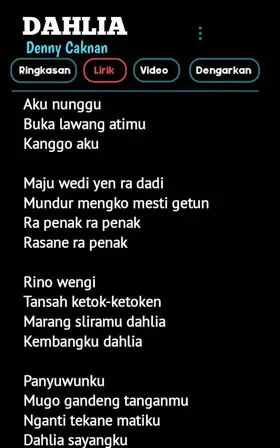 DAHLIA
Denny Caknan
Ringkasan
Lirik
Video
Dengarkan
Aku nunggu
Buka lawang atimu
Kanggo aku
Maju wedi yen ra dadi
Mundur mengko mesti getun
Ra penak ra penak
Rasane ra penak
Rino wengi
Tansah ketok-ketoken
Marang sliramu dahlia
Kembangku dahlia
Panyuwunku
Mugo gandeng tanganmu
Nganti tekane matiku
Dahlia sayangku